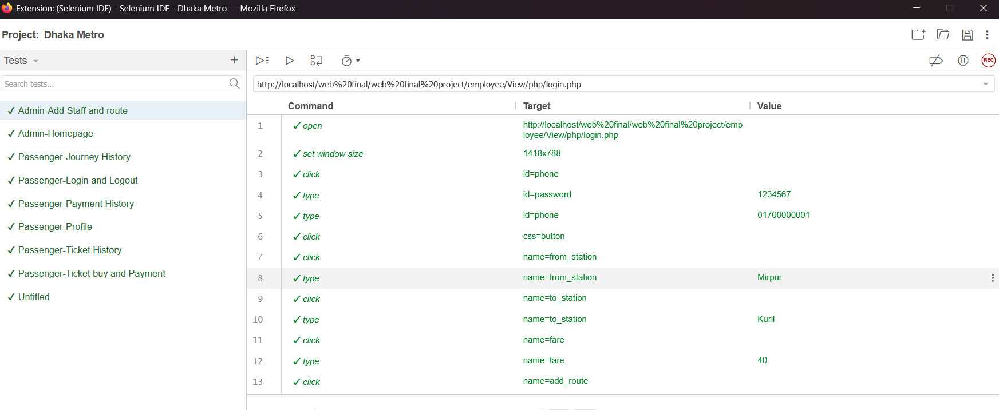 Extension: (Selenium IDE) - Selenium IDE - Dhaka Metro — Mozilla Firefox
Project: Dhaka Metro
Tests
REC
Search tests...
http://localhost/web%20final/web%20final%20project/employee/View/php/login.php
Command Target Value
✓ Admin-Add Staff and route
✓ Admin-Homepage
✓ Passenger-Journey History
✓ Passenger-Login and Logout
✓ Passenger-Payment History
✓ Passenger-Profile
✓ Passenger-Ticket History
✓ Passenger-Ticket buy and Payment
✓ Untitled
1 ✓ open http://localhost/web%20final/web%20final%20project/emp
loyee/View/php/login.php
2 ✓ set window size 1418x788
3 ✓ click id=phone
4 ✓ type id=password 1234567
5 ✓ type id=phone 01700000001
6 ✓ click css=button
7 ✓ click name=from_station
8 ✓ type name=from_station Mirpur
9 ✓ click name=to_station
10 ✓ type name=to_station Kuril
11 ✓ click name=fare
12 ✓ type name=fare 40
13 ✓ click name=add_route